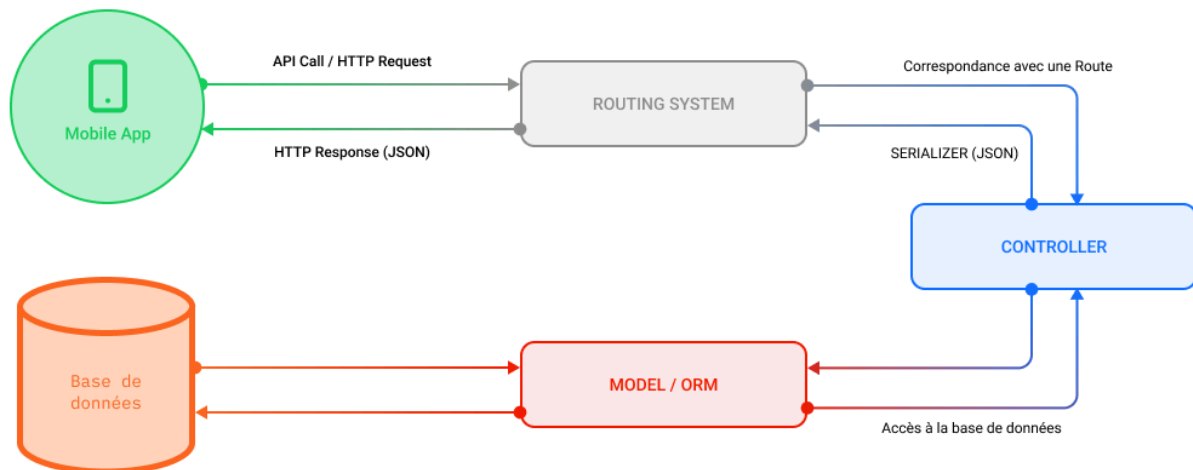 API Call / HTTP Request
Correspondance avec une Route
ROUTING SYSTEM
Mobile App
HTTP Response (JSON)
SERIALIZER (JSON)
CONTROLLER
Base de
données
MODEL / ORM
Accès à la base de données